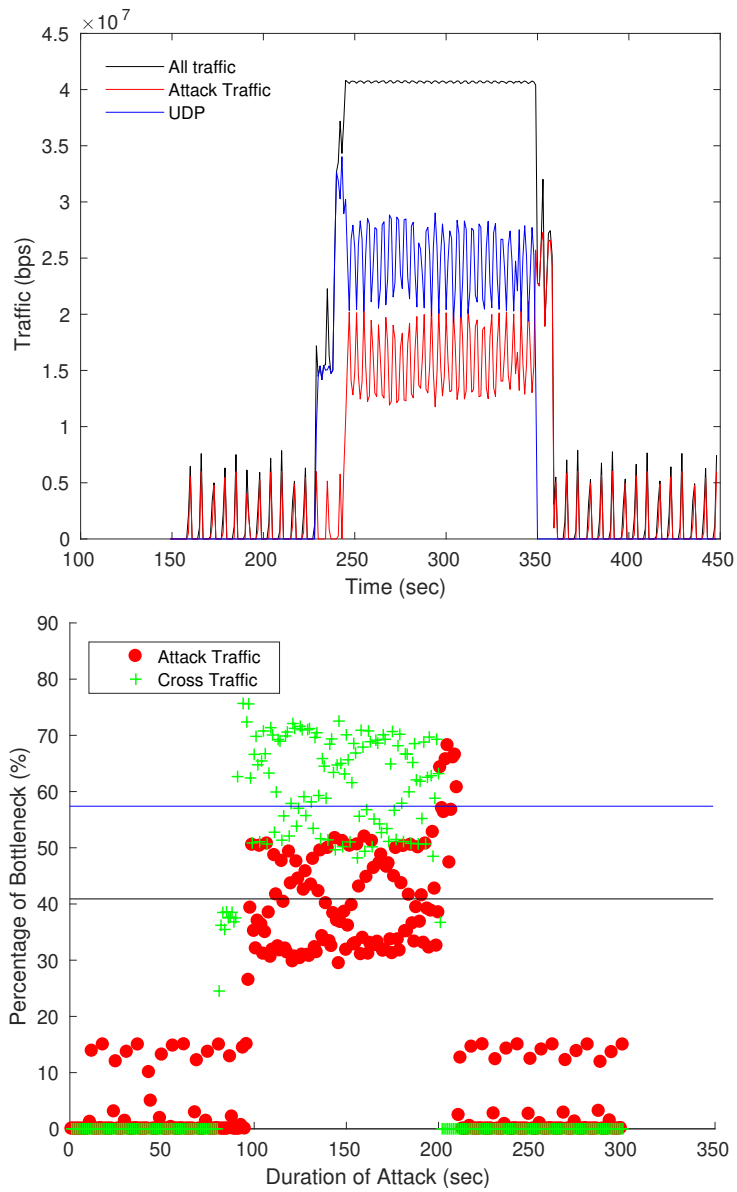 × 10⁷
4.5
4
3.5
3
2.5
2
1.5
1
0.5
0
All traffic
Attack Traffic
UDP
Traffic (bps)
100 150 200 250 300 350 400 450
Time (sec)
90
80
70
60
50
40
30
20
10
0
Attack Traffic
Cross Traffic
Percentage of Bottleneck (%)
0 50 100 150 200 250 300 350
Duration of Attack (sec)